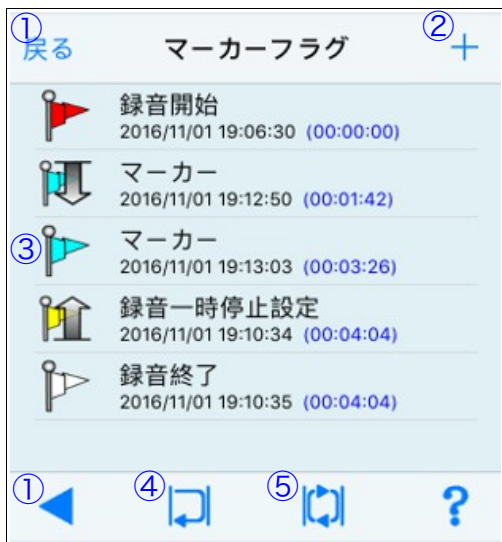 ① ②
戻る マーカーフラグ +
録音開始
2016/11/01 19:06:30 (00:00:00)
マーカー
2016/11/01 19:12:50 (00:01:42)
③ マーカー
2016/11/01 19:13:03 (00:03:26)
録音一時停止設定
2016/11/01 19:10:34 (00:04:04)
録音終了
2016/11/01 19:10:35 (00:04:04)
① ④ ⑤ ?